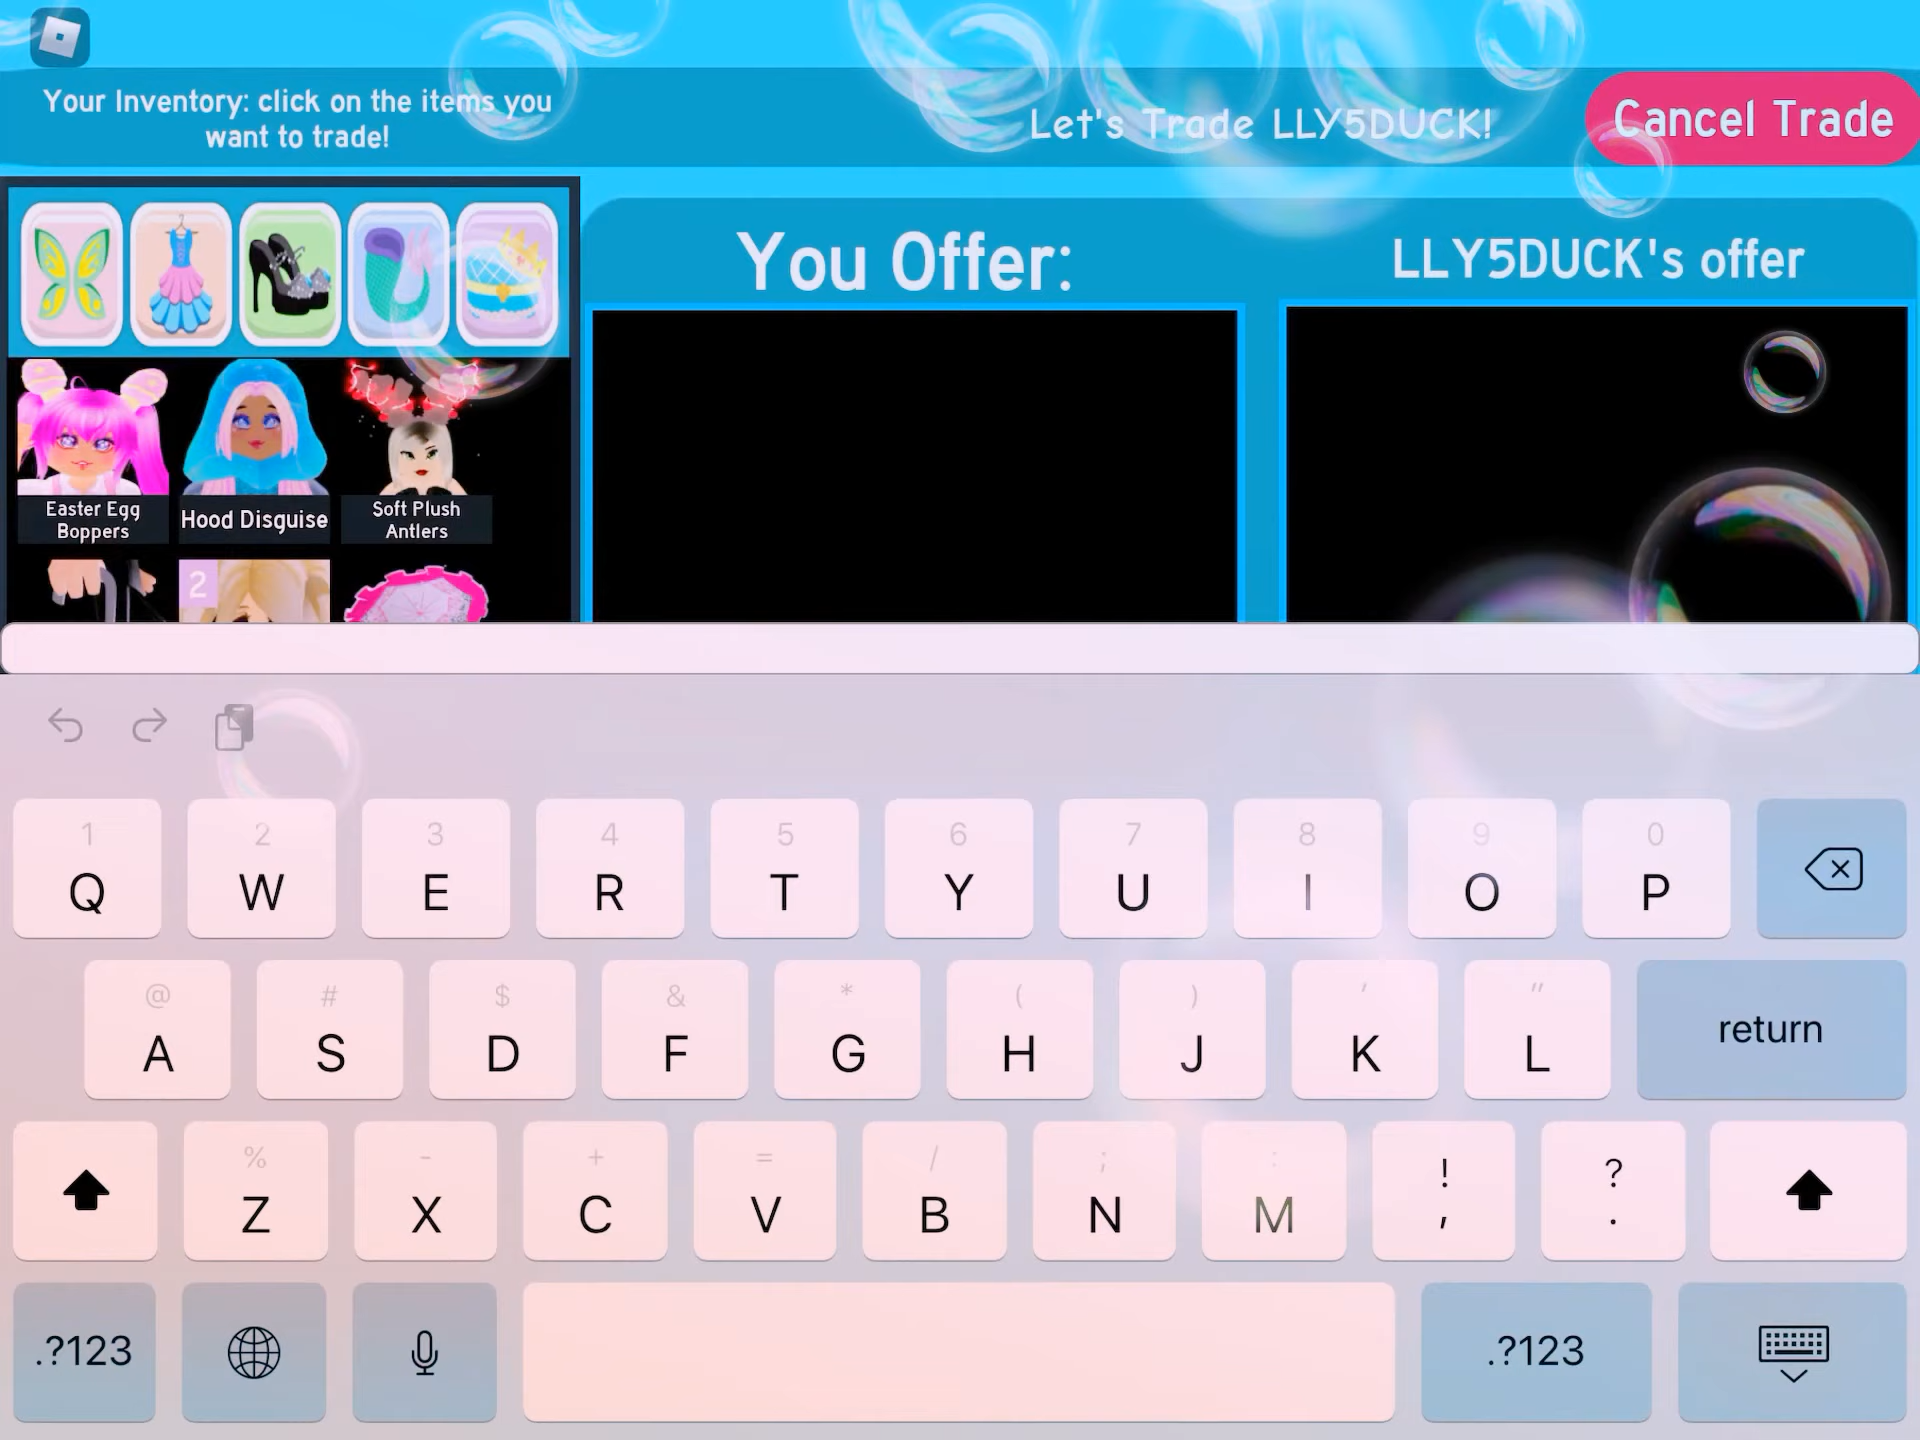 Your Inventory: click on the items you
want to trade!
Let's Trade LLY5DUCK!
Cancel Trade
You Offer:
LLY5DUCK's offer
Easter Egg
Boppers
Hood Disguise
Soft Plush
Antlers
2
1 2 3 4 5 6 7 8 9 0
Q W E R T Y U I O P
@ # $ & * ( ) ' "
A S D F G H J K L
return
% - + = / ; : ! ?
Z X C V B N M , .
.?123
.?123